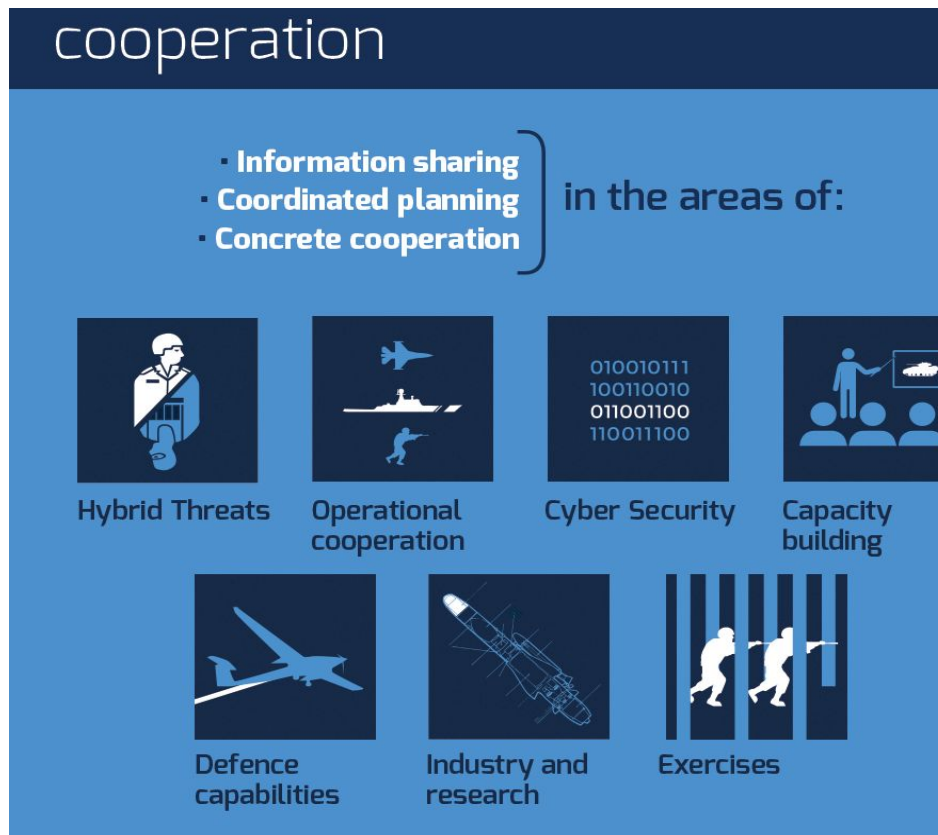 cooperation
· Information sharing
· Coordinated planning
· Concrete cooperation
in the areas of:
010010111
100110010
011001100
110011100
Hybrid Threats
Operational
cooperation
Cyber Security
Capacity
building
Defence
capabilities
Industry and
research
Exercises